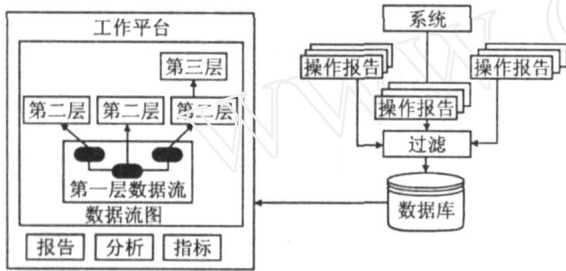 工作平台
第三层
第二层 第二层 第二层
第一层数据流
数据流图
报告 分析 指标
系统
操作报告 操作报告
操作报告
过滤
数据库